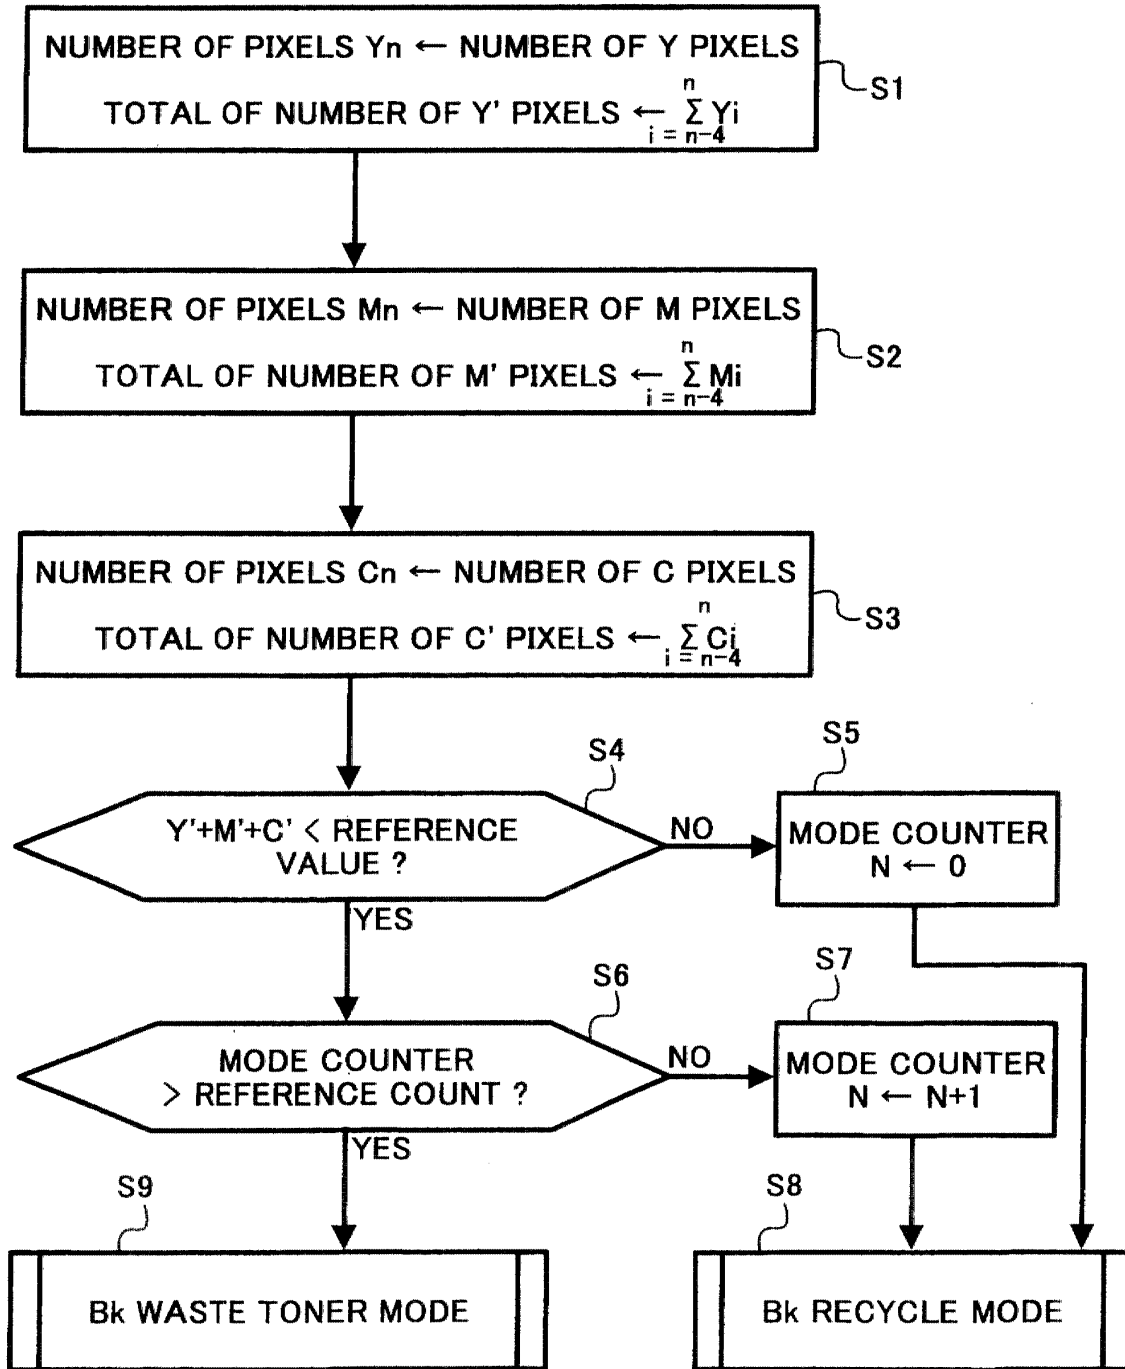 NUMBER OF PIXELS Yn ← NUMBER OF Y PIXELS
TOTAL OF NUMBER OF Y' PIXELS ← n Σ i = n-4 Yi
S1
NUMBER OF PIXELS Mn ← NUMBER OF M PIXELS
TOTAL OF NUMBER OF M' PIXELS ← n Σ i = n-4 Mi
S2
NUMBER OF PIXELS Cn ← NUMBER OF C PIXELS
TOTAL OF NUMBER OF C' PIXELS ← n Σ i = n-4 Ci
S3
S4
Y'+M'+C' < REFERENCE
VALUE ?
NO
YES
S5
MODE COUNTER
N ← 0
S6
MODE COUNTER
> REFERENCE COUNT ?
NO
YES
S7
MODE COUNTER
N ← N+1
S9
Bk WASTE TONER MODE
S8
Bk RECYCLE MODE